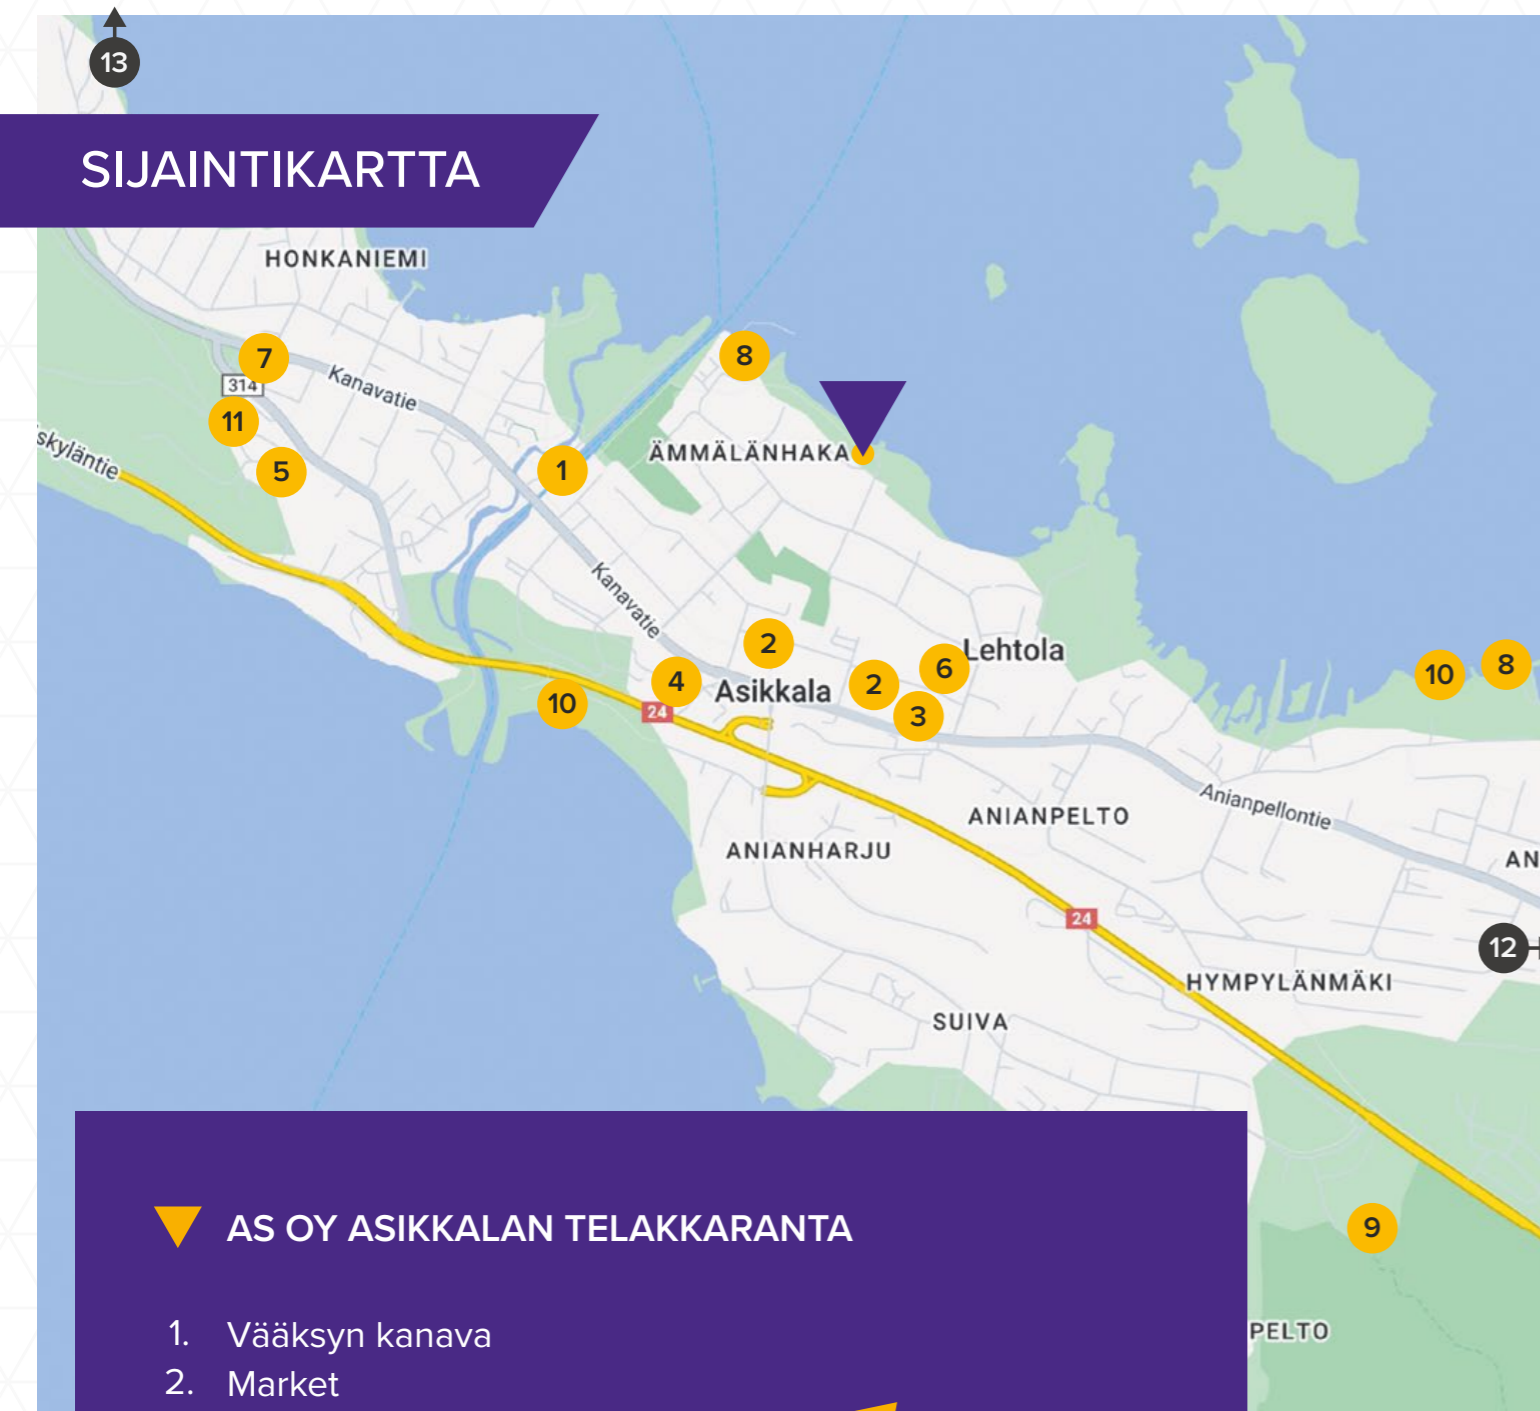 13
SIJAINTIKARTTA
HONKANIEMI
7
8
314
Kanavatie
11
skyläntie
5
1
ÄMMÄLÄNHAKA
Kanavatie
2
Lehtola
6
10
8
4
Asikkala
2
10
24
3
Anianpellontie
ANIANPELTO
ANIANHARJU
AN
24
12
HYMPYLÄNMÄKI
SUIVA
9
PELTO
AS OY ASIKKALAN TELAKKARANTA
1. Vääksyn kanava
2. Market